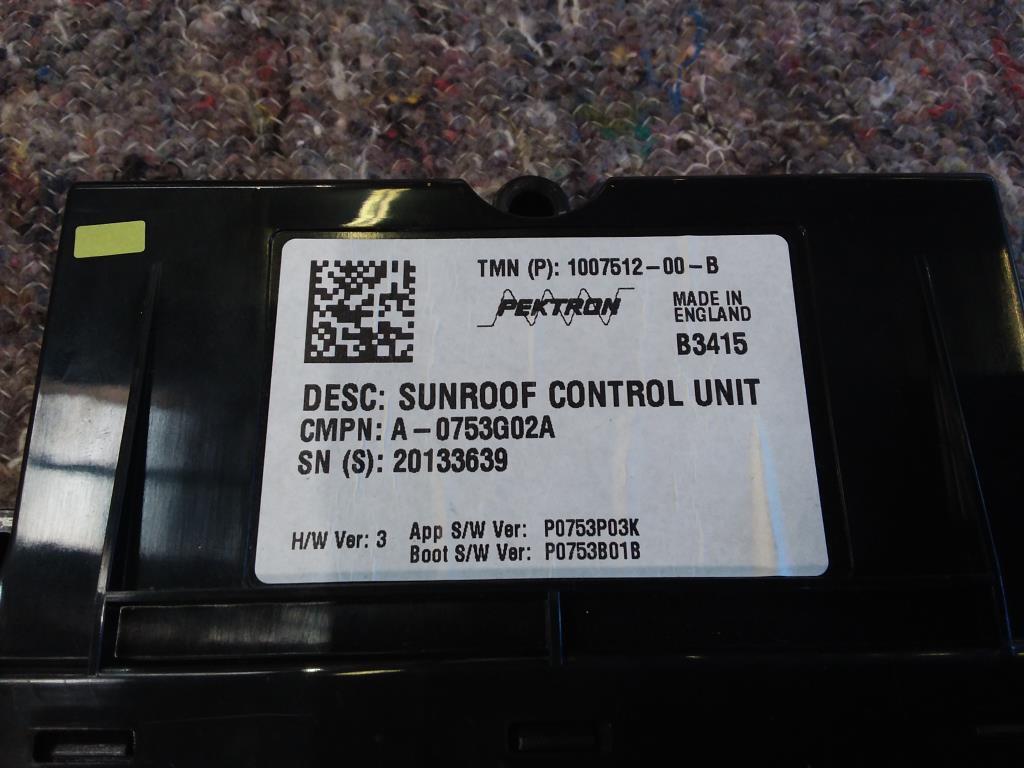 TMN (P): 1007512-00-B
PEKTRON
MADE IN
ENGLAND
B3415
DESC: SUNROOF CONTROL UNIT
CMPN: A-0753G02A
SN (S): 20133639
H/W Ver: 3
App S/W Ver: P0753P03K
Boot S/W Ver: P0753B01B